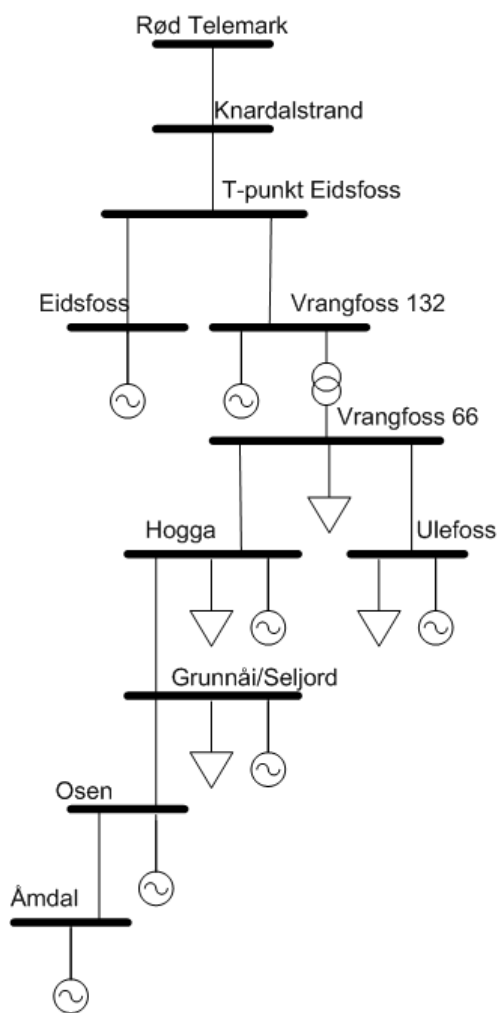 Rød Telemark
Knardalstrand
T-punkt Eidsfoss
Eidsfoss
Vrangfoss 132
Vrangfoss 66
Hogga
Ulefoss
Grunnåi/Seljord
Osen
Åmdal